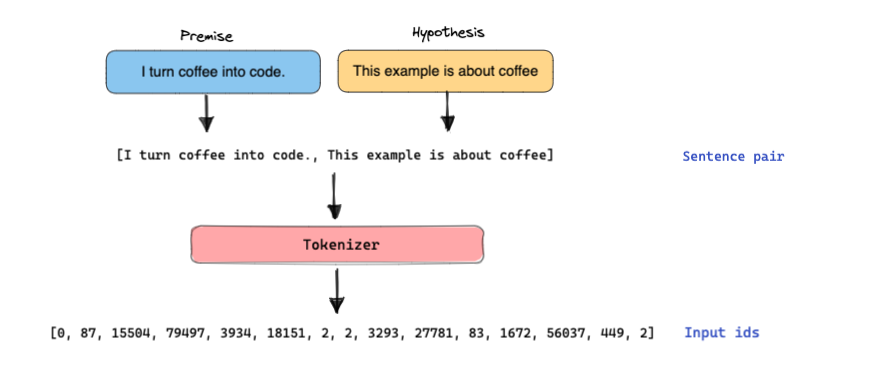 Premise
Hypothesis
I turn coffee into code.
This example is about coffee
[I turn coffee into code., This example is about coffee]
Sentence pair
Tokenizer
[0, 87, 15504, 79497, 3934, 18151, 2, 2, 3293, 27781, 83, 1672, 56037, 449, 2]
Input ids